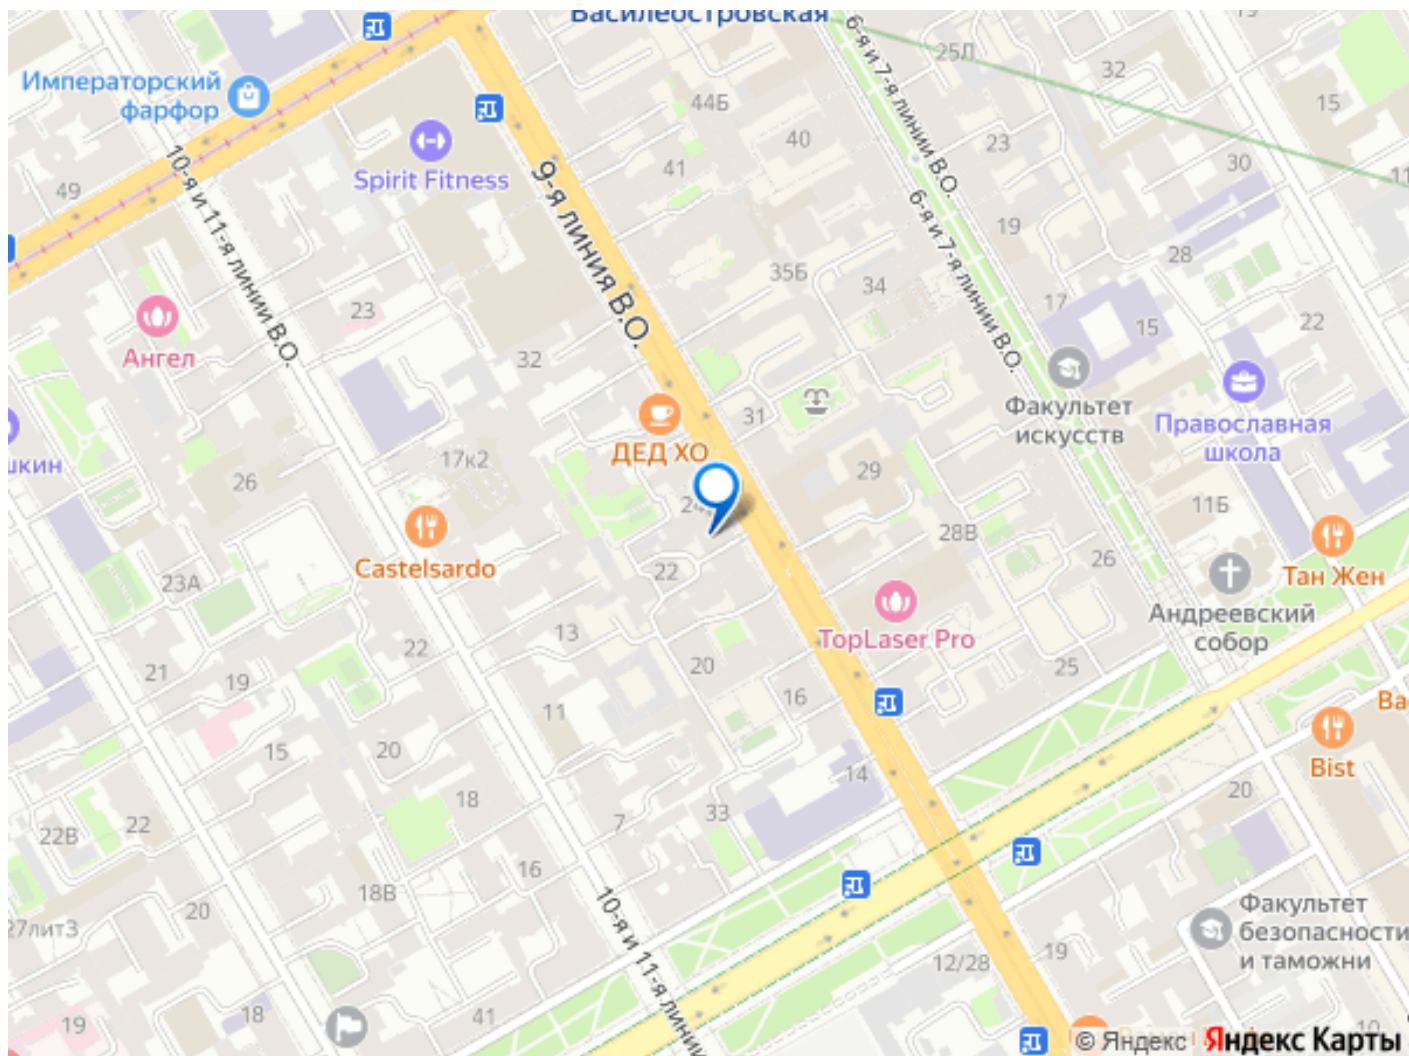 Василеостровская
6-я и 7-я линии В.О.
25Л
32
15
Императорский
фарфор
44Б
40
41
23
30
Spirit Fitness
49
10-я и 11-я линии В.О.
9-я линия В.О.
6-я и 7-я линии В.О.
19
28
35Б
34
17
15
22
23
Ангел
32
31
Факультет
искусств
Православная
школа
ДЕД ХО
17к2
26
29
11Б
28В
26
Castelsardo
22
23А
Тан Жен
Андреевский
собор
TopLaser Pro
13
22
20
25
21
19
16
11
15
20
14
Bist
18
33
7
20
22В
22
16
18В
20
10-я и 11-я линии
Факультет
безопасности
и таможни
12/28
19
41
18
19
© Яндекс Яндекс Карты